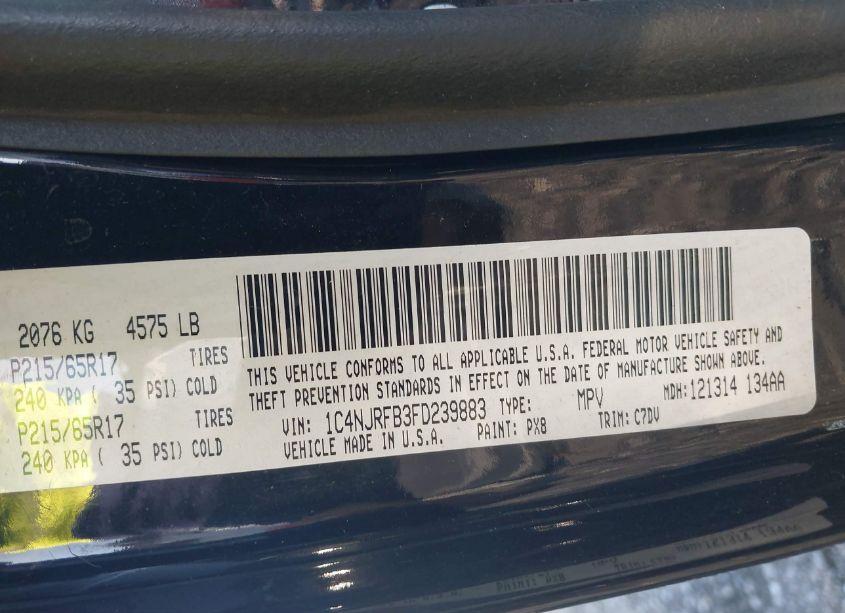 2076 KG 4575 LB
P215/65R17 TIRES
240 KPA ( 35 PSI) COLD
P215/65R17 TIRES
240 KPA ( 35 PSI) COLD
THIS VEHICLE CONFORMS TO ALL APPLICABLE U.S.A. FEDERAL MOTOR VEHICLE SAFETY AND
THEFT PREVENTION STANDARDS IN EFFECT ON THE DATE OF MANUFACTURE SHOWN ABOVE.
MDH: 121314 134AA
VIN: 1C4NJRFB3FD239883 TYPE: MPV
VEHICLE MADE IN U.S.A. PAINT: PX8 TRIM: C7DV